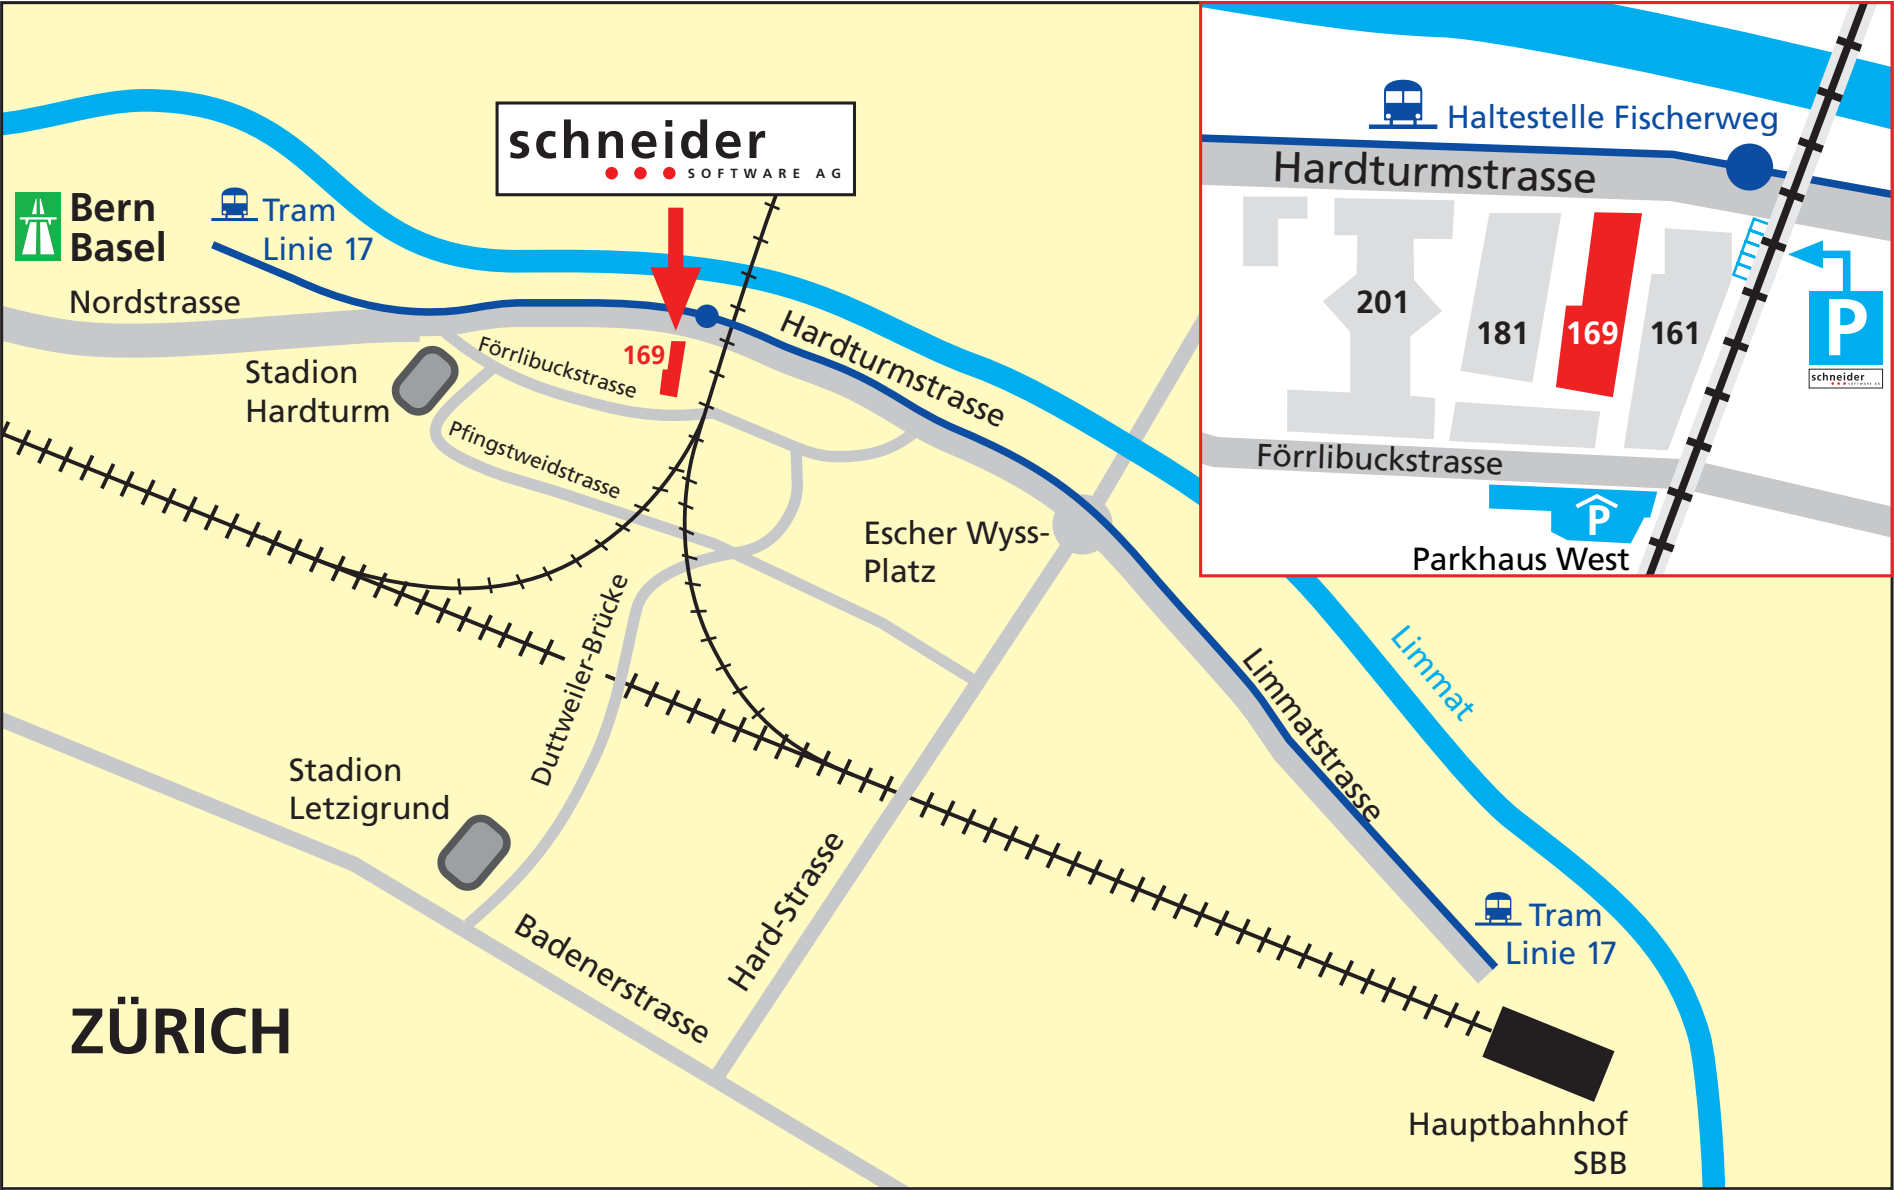 schneider
SOFTWARE AG
Bern
Basel
Tram
Linie 17
Nordstrasse
Stadion
Hardturm
Förrlibuckstrasse
169
Hardturmstrasse
Pfingstweidstrasse
Escher Wyss-
Platz
Duttweiler-Brücke
Stadion
Letzigrund
Badenerstrasse
Hard-Strasse
Limmatstrasse
Limmat
Tram
Linie 17
ZÜRICH
Hauptbahnhof
SBB
Haltestelle Fischerweg
Hardturmstrasse
201
181
169
161
P
schneider
SOFTWARE AG
Förrlibuckstrasse
P
Parkhaus West